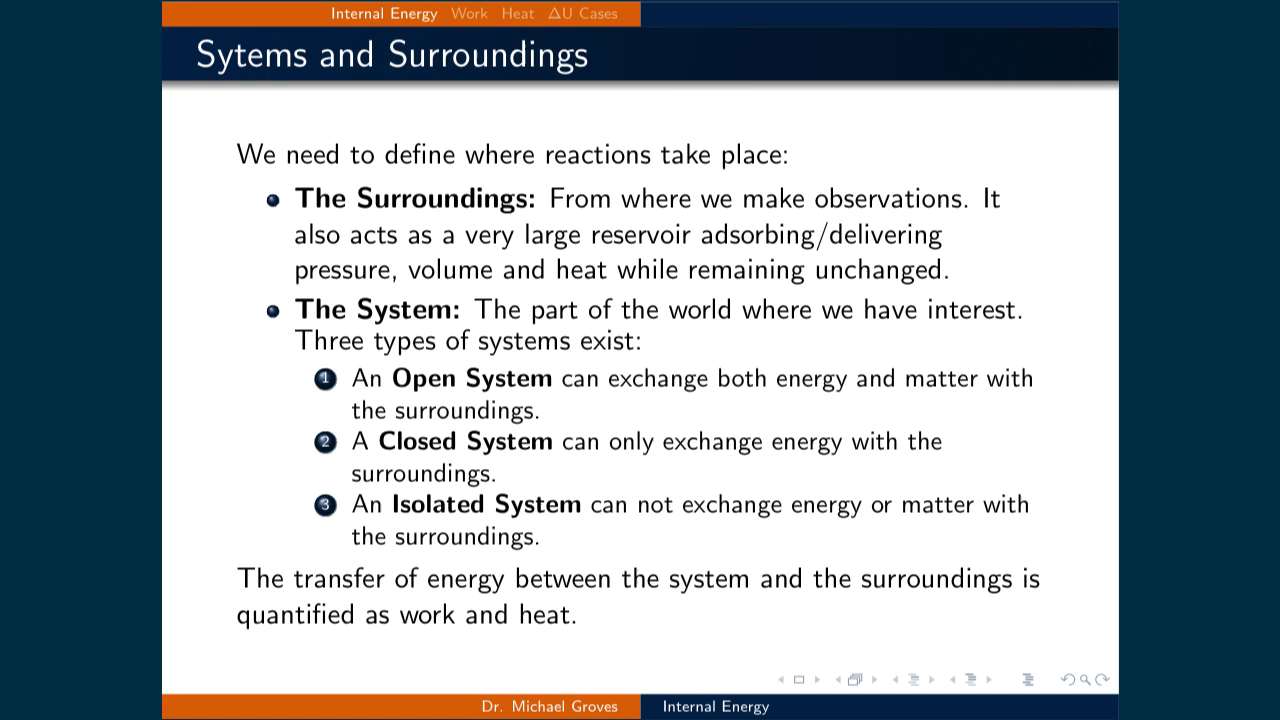 Internal Energy Work Heat ΔU Cases
Sytems and Surroundings
We need to define where reactions take place:
The Surroundings: From where we make observations. It
also acts as a very large reservoir adsorbing/delivering
pressure, volume and heat while remaining unchanged.
The System: The part of the world where we have interest.
Three types of systems exist:
1 An Open System can exchange both energy and matter with
the surroundings.
2 A Closed System can only exchange energy with the
surroundings.
3 An Isolated System can not exchange energy or matter with
the surroundings.
The transfer of energy between the system and the surroundings is
quantified as work and heat.
Dr. Michael Groves Internal Energy